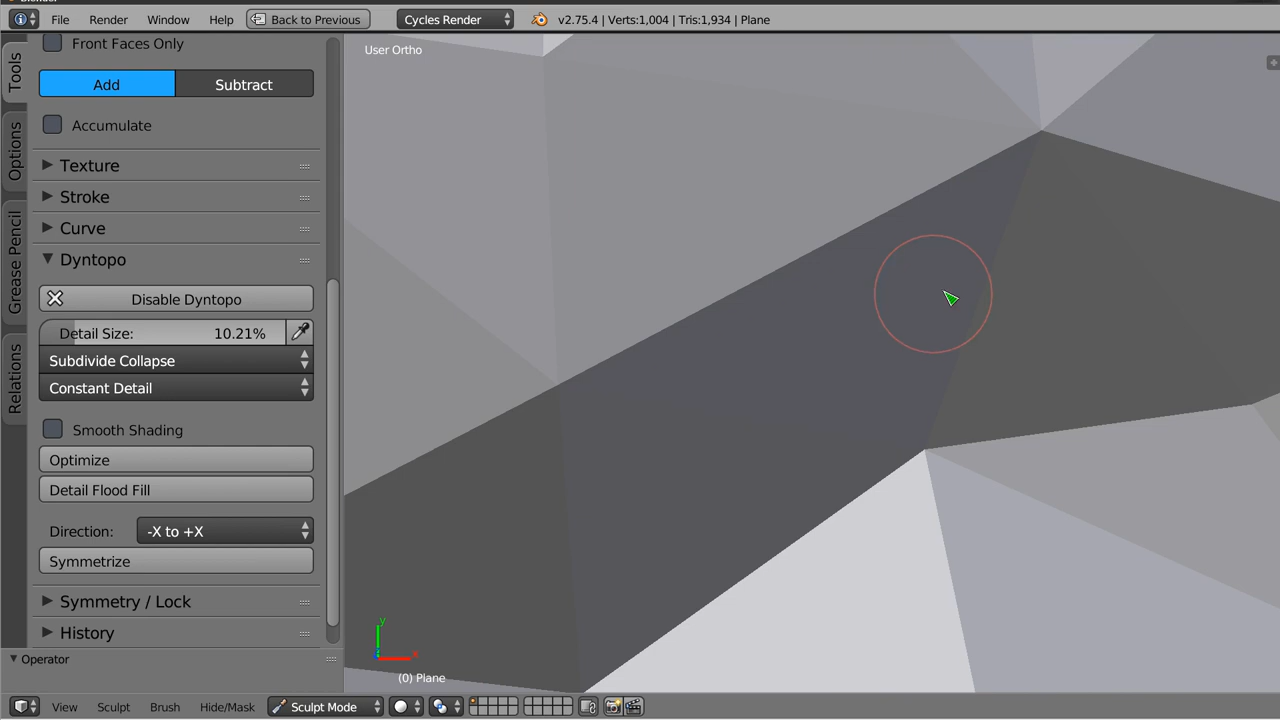 File Render Window Help Back to Previous Cycles Render v2.75.4 | Verts:1,004 | Tris:1,934 | Plane
Tools
Options
Grease Pencil
Relations
Front Faces Only
Add Subtract
Accumulate
Texture
Stroke
Curve
Dyntopo
Disable Dyntopo
Detail Size: 10.21%
Subdivide Collapse
Constant Detail
Smooth Shading
Optimize
Detail Flood Fill
Direction: -X to +X
Symmetrize
Symmetry / Lock
History
Operator
User Ortho
y
x
(0) Plane
View Sculpt Brush Hide/Mask Sculpt Mode